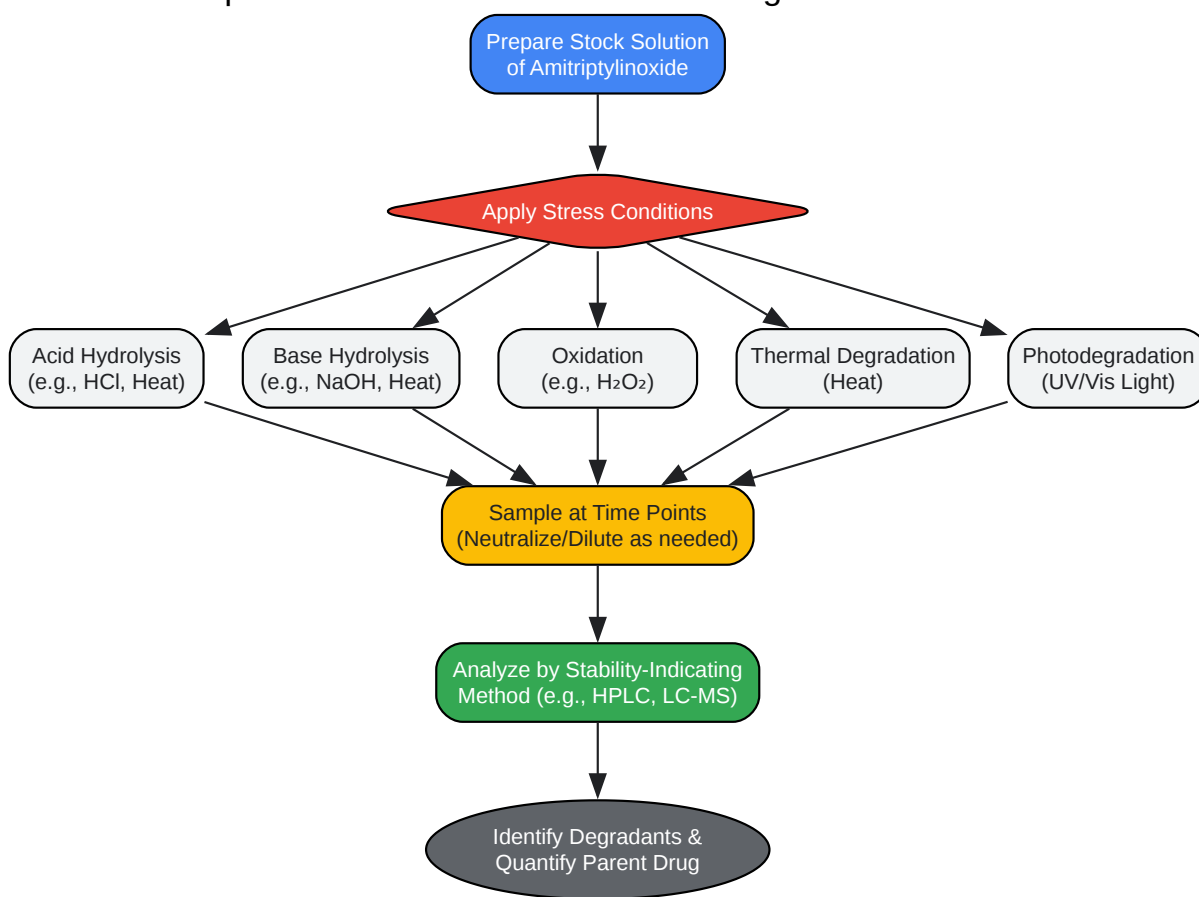 Prepare Stock Solution
of Amitriptylinoxide
Apply Stress Conditions
Acid Hydrolysis
(e.g., HCl, Heat)
Base Hydrolysis
(e.g., NaOH, Heat)
Oxidation
(e.g., H₂O₂)
Thermal Degradation
(Heat)
Photodegradation
(UV/Vis Light)
Sample at Time Points
(Neutralize/Dilute as needed)
Analyze by Stability-Indicating
Method (e.g., HPLC, LC-MS)
Identify Degradants &
Quantify Parent Drug